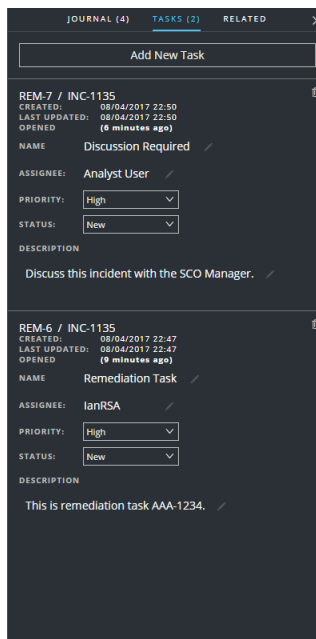 JOURNAL (4) TASKS (2) RELATED
Add New Task
REM-7 / INC-1135
CREATED: 08/04/2017 22:50
LAST UPDATED: 08/04/2017 22:50
OPENED (6 minutes ago)
NAME Discussion Required
ASSIGNEE: Analyst User
PRIORITY: High
STATUS: New
DESCRIPTION
Discuss this incident with the SCO Manager.
REM-6 / INC-1135
CREATED: 08/04/2017 22:47
LAST UPDATED: 08/04/2017 22:47
OPENED (9 minutes ago)
NAME Remediation Task
ASSIGNEE: IanRSA
PRIORITY: High
STATUS: New
DESCRIPTION
This is remediation task AAA-1234.